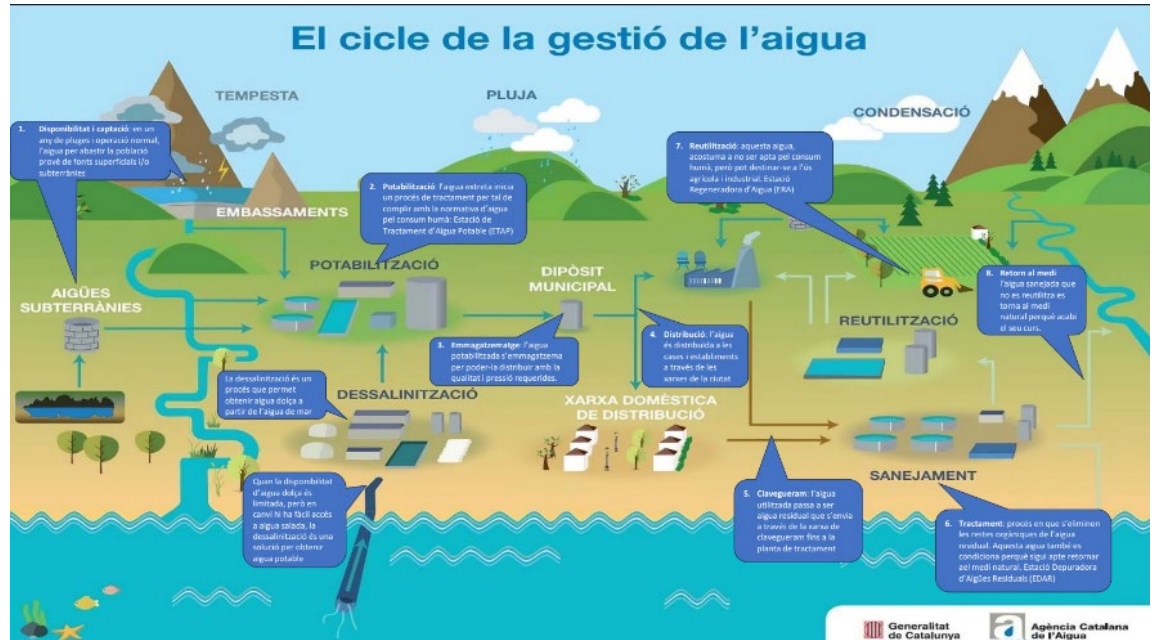 El cicle de la gestió de l'aigua
TEMPESTA
PLUJA
CONDENSACIÓ
1. Disponibilitat i captació: en un
any de pluges i operació normal,
l'aigua per abastir la població
prové de fonts superficials i/o
subterrànies
EMBASSAMENTS
2. Potabilització: l'aigua extreta inicia
un procés de tractament per tal de
complir amb la normativa d'aigua
pel consum humà: Estació de
Tractament d'Aigua Potable (ETAP)
7. Reutilització: aquesta aigua,
acostuma a no ser apta pel consum
humà, però pot destinar-se a l'ús
agrícola i industrial. Estació
Regeneradora d'Aigua (ERA)
POTABILITZACIÓ
DIPÒSIT
MUNICIPAL
AIGÜES
SUBTERRÀNIES
8. Retorn al medi
l'aigua sanejada que
no es reutilitza es
torna al medi
natural perquè acabi
el seu curs.
REUTILITZACIÓ
3. Emmagatzematge: l'aigua
potabilitzada s'emmagatzema
per poder-la distribuir amb la
qualitat i pressió requerides.
4. Distribució: l'aigua
és distribuida a les
cases i establiments
a través de les
xarxes de la ciutat
La dessalinització és un
procés que permet
obtenir aigua dolça a
partir de l'aigua de mar
DESSALINITZACIÓ
XARXA DOMÈSTICA
DE DISTRIBUCIÓ
SANEJAMENT
Quan la disponibilitat
d'aigua dolça és
limitada, però en
canvi hi ha fàcil accés
a aigua salada, la
dessalinització és una
solució per obtenir
aigua potable
5. Clavegueram: l'aigua
utilitzada passa a ser
aigua residual que s'envia
a través de la xarxa de
clavegueram fins a la
planta de tractament
6. Tractament: procés en que s'eliminen
les restes orgàniques de l'aigua
residual. Aquesta aigua també es
condiciona perquè sigui apte retornar
ael medi natural. Estació Depuradora
d'Aigües Residuals (EDAR)
Generalitat
de Catalunya
Agència Catalana
de l'Aigua